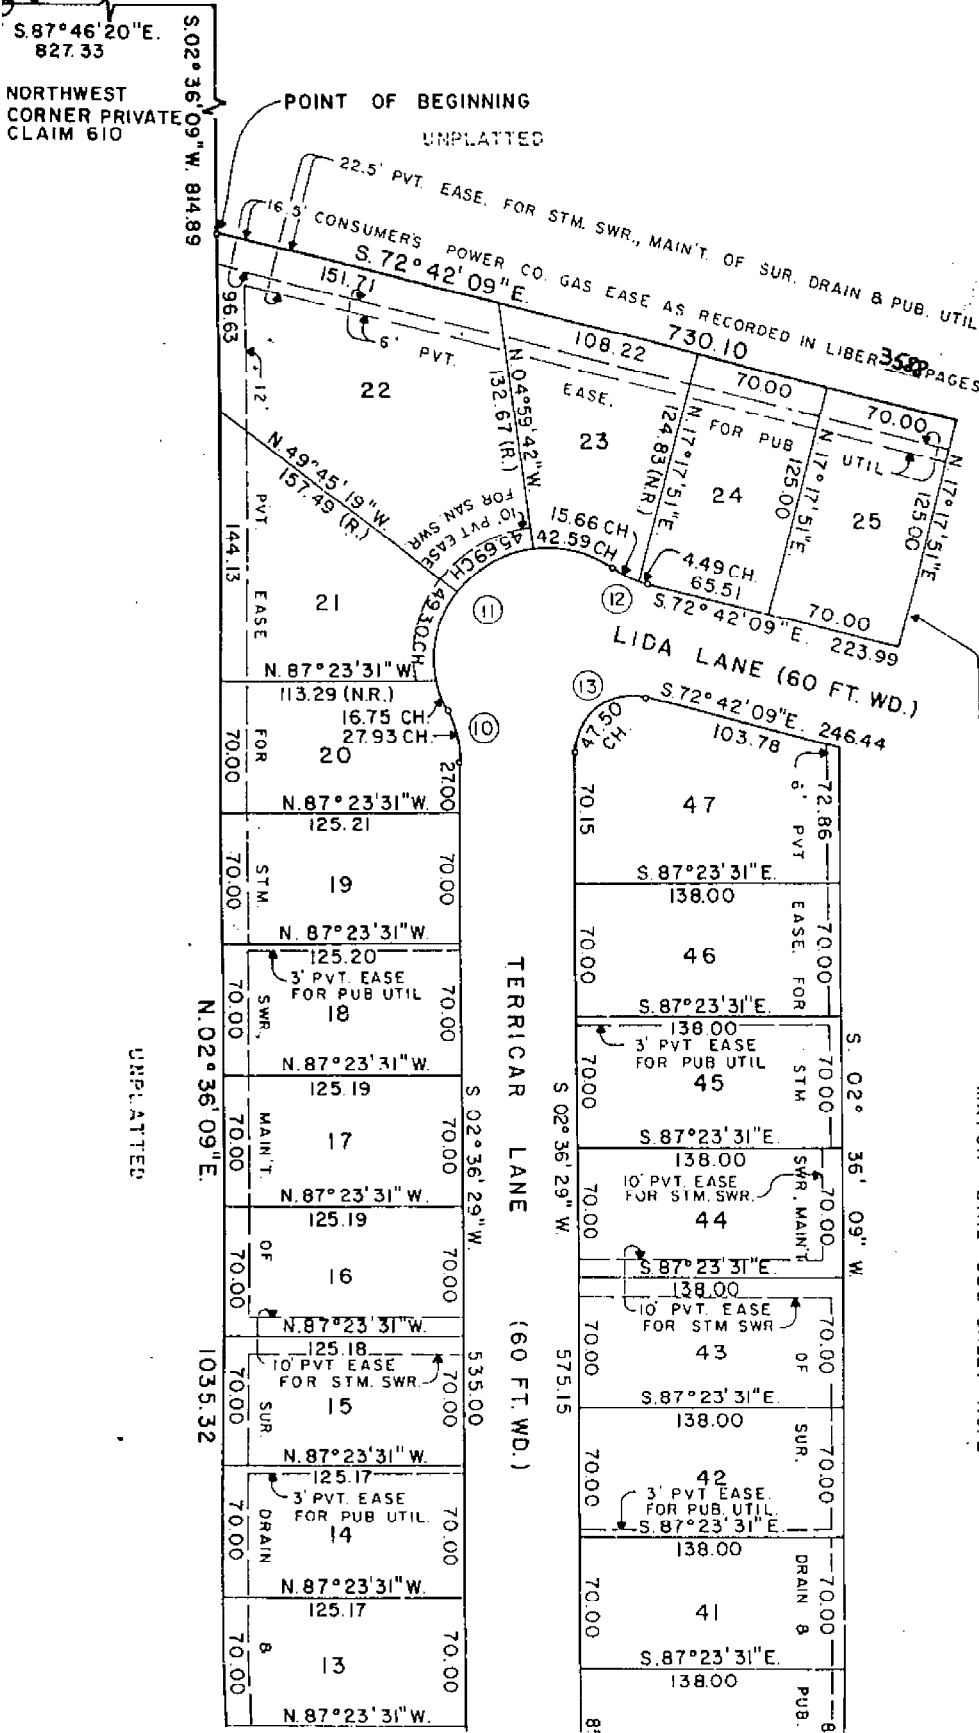 S.87°46'20"E.
827.33
S.02°36'09"W. 814.89
NORTHWEST
CORNER PRIVATE
CLAIM 610
POINT OF BEGINNING
UNPLATTED
22.5' PVT. EASE. FOR STM. SWR., MAIN'T. OF SUR. DRAIN & PUB. UTIL
16.5' CONSUMER'S POWER CO. GAS EASE AS RECORDED IN LIBER PAGES
S. 72°42'09"E. 730.10
151.71
108.22
70.00
70.00
96.63
12'
6' PVT.
EASE.
FOR PUB
UTIL
22
23
24
25
N.04°59'42"W.
132.67 (R.)
N.17°17'51"E.
124.83 (N.R.)
N.17°17'51"E.
125.00
N 17°17'51"E.
125.00
N.49°45'19"W.
157.49 (R.)
10' PVT EASE
FOR SAN. SWR
45.69CH.
42.59 CH
15.66 CH.
4.49 CH.
65.51
70.00
S.72°42'09"E. 223.99
49.30CH.
11
12
LIDA LANE (60 FT. WD.)
144.13
PVT.
EASE
21
N.87°23'31"W.
113.29 (N.R.)
16.75 CH.
27.93 CH.
10
13
47.50
CH.
S.72°42'09"E. 246.44
103.78
70.00
FOR
20
27.00
N.87°23'31"W.
125.21
70.00
STM.
19
70.00
N. 87°23'31"W.
125.20
3' PVT. EASE
FOR PUB UTIL
70.00
SWR,
18
70.00
N.87°23'31"W.
125.19
70.00
MAIN'T.
17
70.00
N.87°23'31"W.
125.19
70.00
OF
16
70.00
N.87°23'31"W.
125.18
10' PVT EASE
FOR STM. SWR.
70.00
SUR.
15
70.00
N.87°23'31"W.
125.17
3' PVT. EASE
FOR PUB UTIL.
70.00
DRAIN
14
70.00
N.87°23'31"W.
125.17
70.00
&
13
70.00
N.87°23'31"W.
UNPLATTED
N.02°36'09"E. 1035.32
S 02°36'29"W. 535.00
TERRICAR LANE (60 FT. WD.)
S 02°36'29"W. 575.15
70.15
47
6' PVT
72.86
S.87°23'31"E.
138.00
70.00
46
EASE. FOR
70.00
S.87°23'31"E.
138.00
3' PVT EASE
FOR PUB UTIL
70.00
45
STM
70.00
S.87°23'31"E.
138.00
10' PVT. EASE
FOR STM. SWR.
70.00
44
SWR, MAIN'T
70.00
S.87°23'31"E.
138.00
10' PVT. EASE
FOR STM SWR
70.00
43
OF
70.00
S.87°23'31"E.
138.00
70.00
42
SUR.
70.00
3' PVT. EASE.
FOR PUB. UTIL.
S.87°23'31"E.
138.00
70.00
41
DRAIN &
70.00
S.87°23'31"E.
138.00
PUB.
S. 02° 36' 09" W.